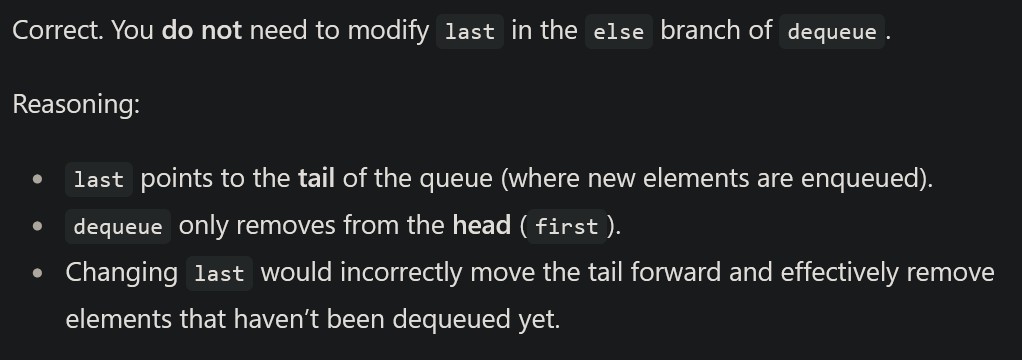 Correct. You do not need to modify last in the else branch of dequeue.
Reasoning:
last points to the tail of the queue (where new elements are enqueued).
dequeue only removes from the head (first).
Changing last would incorrectly move the tail forward and effectively remove
elements that haven’t been dequeued yet.